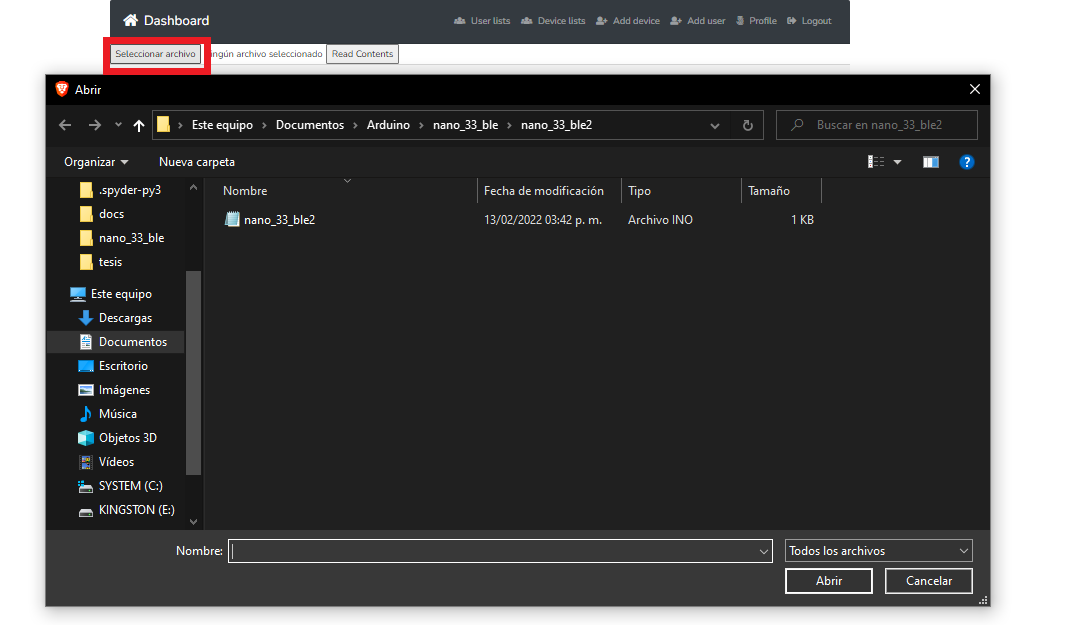 Dashboard User lists Device lists Add device Add user Profile Logout
Seleccionar archivo ingún archivo seleccionado Read Contents
Abrir
Este equipo Documentos Arduino nano_33_ble nano_33_ble2 Buscar en nano_33_ble2
Organizar Nueva carpeta
Nombre Fecha de modificación Tipo Tamaño
nano_33_ble2 13/02/2022 03:42 p. m. Archivo INO 1 KB
.spyder-py3
docs
nano_33_ble
tesis
Este equipo
Descargas
Documentos
Escritorio
Imágenes
Música
Objetos 3D
Vídeos
SYSTEM (C:)
KINGSTON (E:)
Nombre: Todos los archivos
Abrir Cancelar